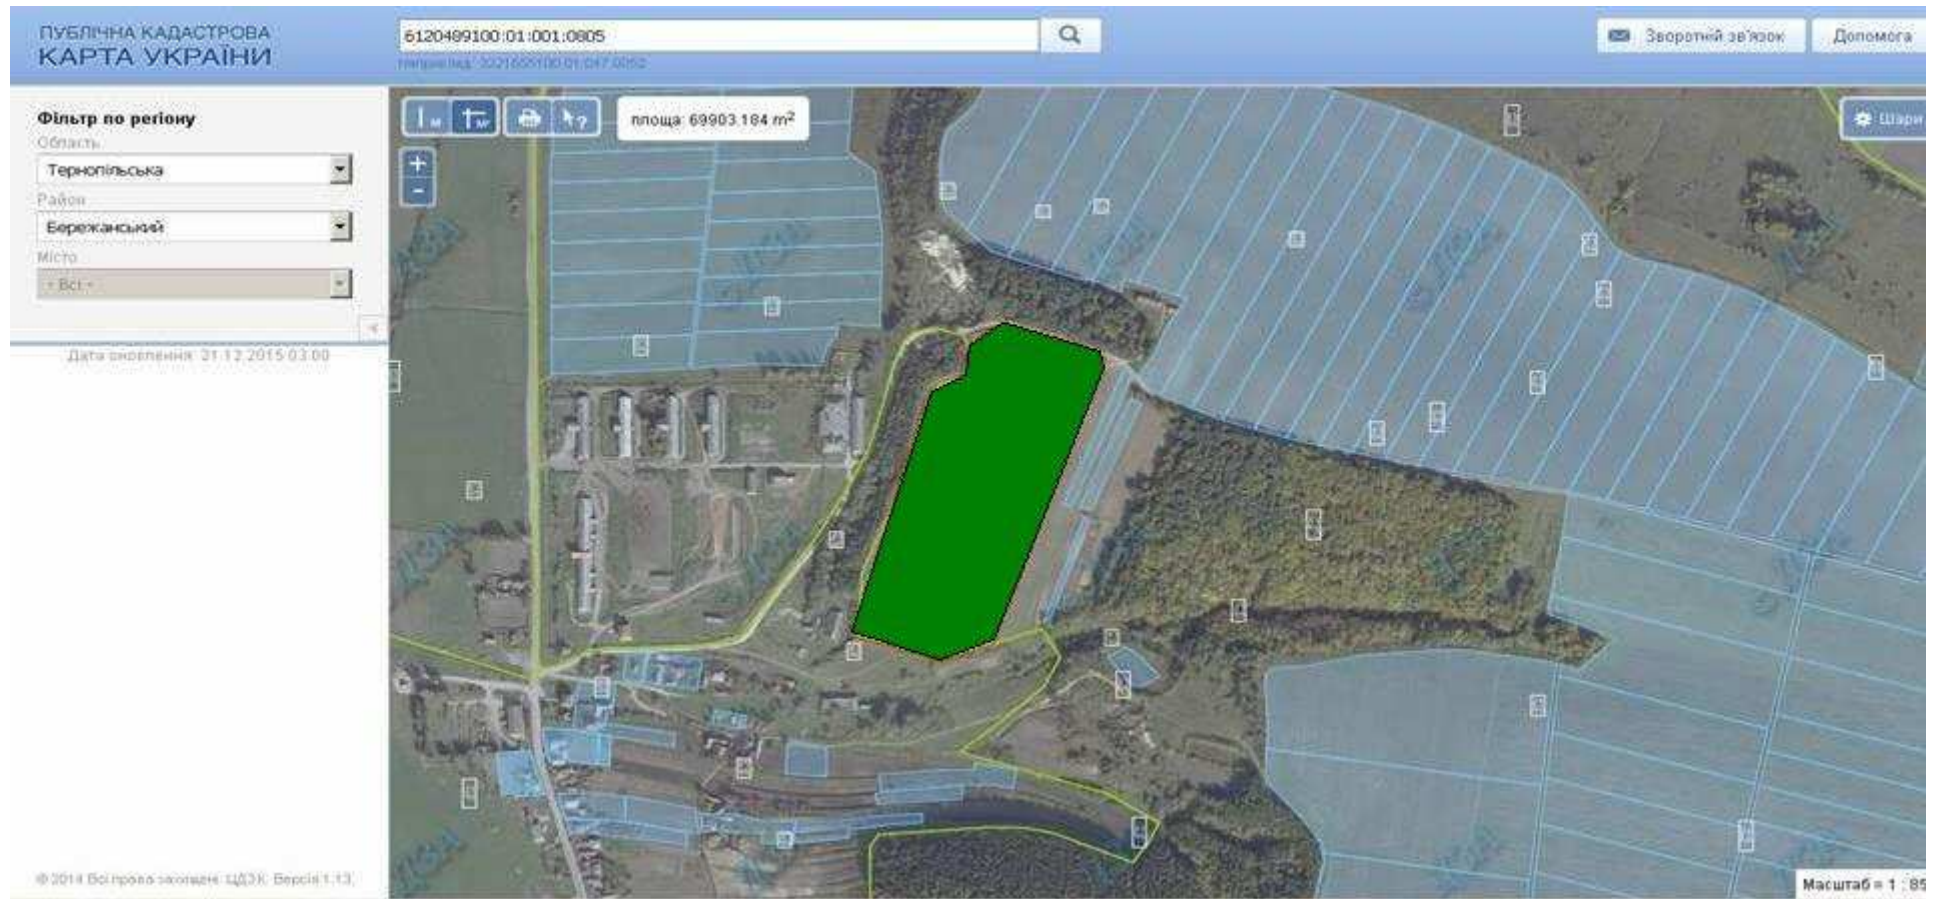 ПУБЛІЧНА КАДАСТРОВА
КАРТА УКРАЇНИ
6120489100:01:001:0805
Зворотній зв'язок
Допомога
Фільтр по регіону
Область
Тернопільська
Район
Бережанський
Місто
- Всі -
Дата оновлення: 21.12.2015 03:00
площа: 69903.184 m²
Шари
© 2014 Всі права захищені. ЦДЗК. Версія 1.13.
Масштаб = 1 : 85